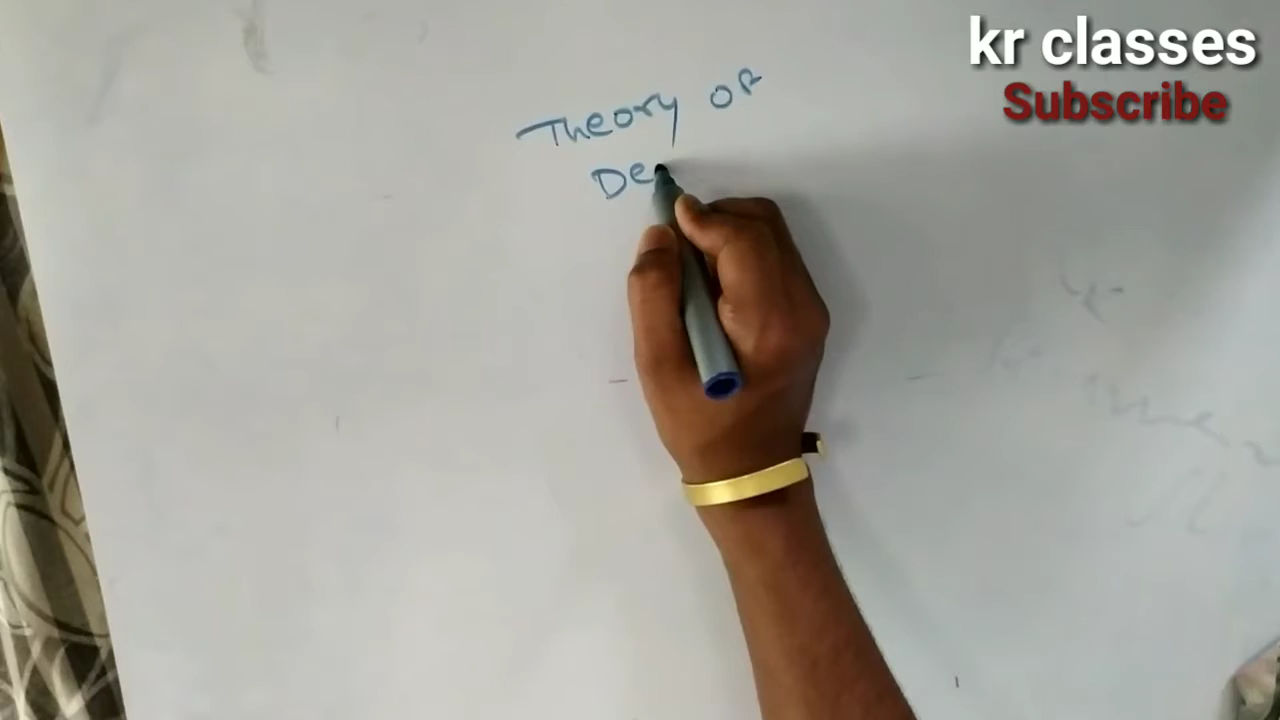 kr classes
Subscribe
Theory of
De